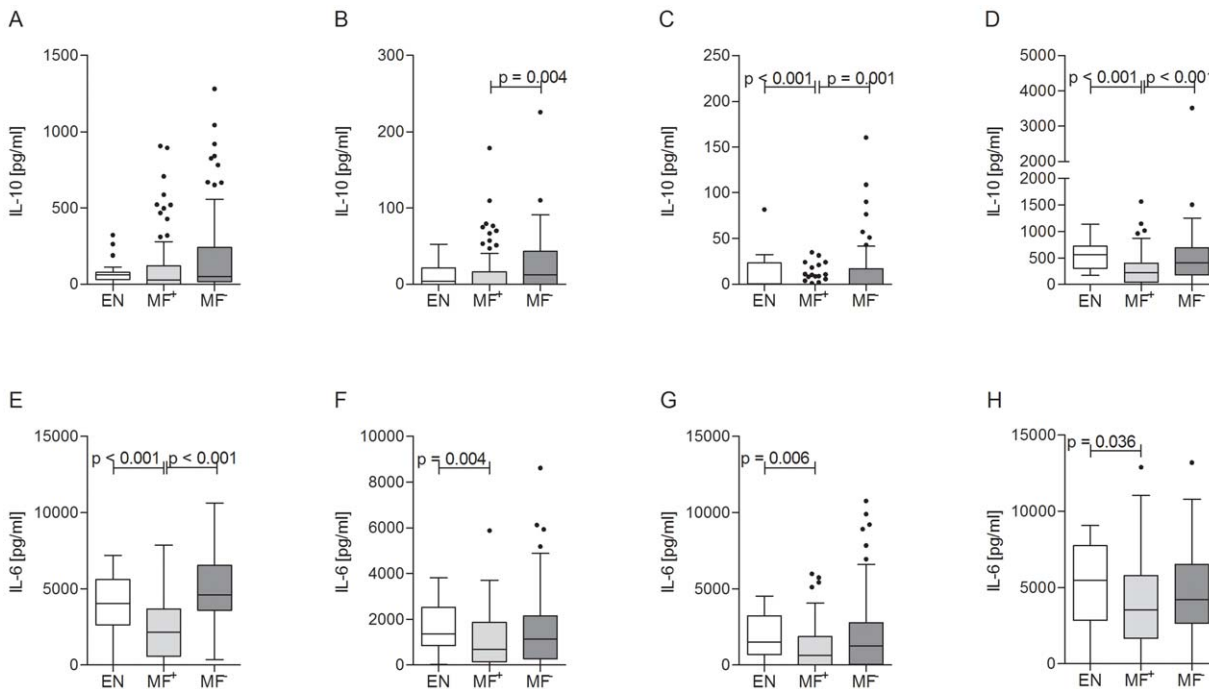 A
B
C
D
IL-10 [pg/ml]
1500
1000
500
0
EN MF⁺ MF⁻
IL-10 [pg/ml]
300
200
100
0
p = 0.004
EN MF⁺ MF⁻
IL-10 [pg/ml]
250
200
150
100
50
0
p < 0.001 p = 0.001
EN MF⁺ MF⁻
IL-10 [pg/ml]
5000
4000
3000
2000
2000
1500
1000
500
0
p < 0.001 p < 0.001
EN MF⁺ MF⁻
E
F
G
H
IL-6 [pg/ml]
15000
10000
5000
0
p < 0.001 p < 0.001
EN MF⁺ MF⁻
IL-6 [pg/ml]
10000
8000
6000
4000
2000
0
p = 0.004
EN MF⁺ MF⁻
IL-6 [pg/ml]
15000
10000
5000
0
p = 0.006
EN MF⁺ MF⁻
IL-6 [pg/ml]
15000
10000
5000
0
p = 0.036
EN MF⁺ MF⁻